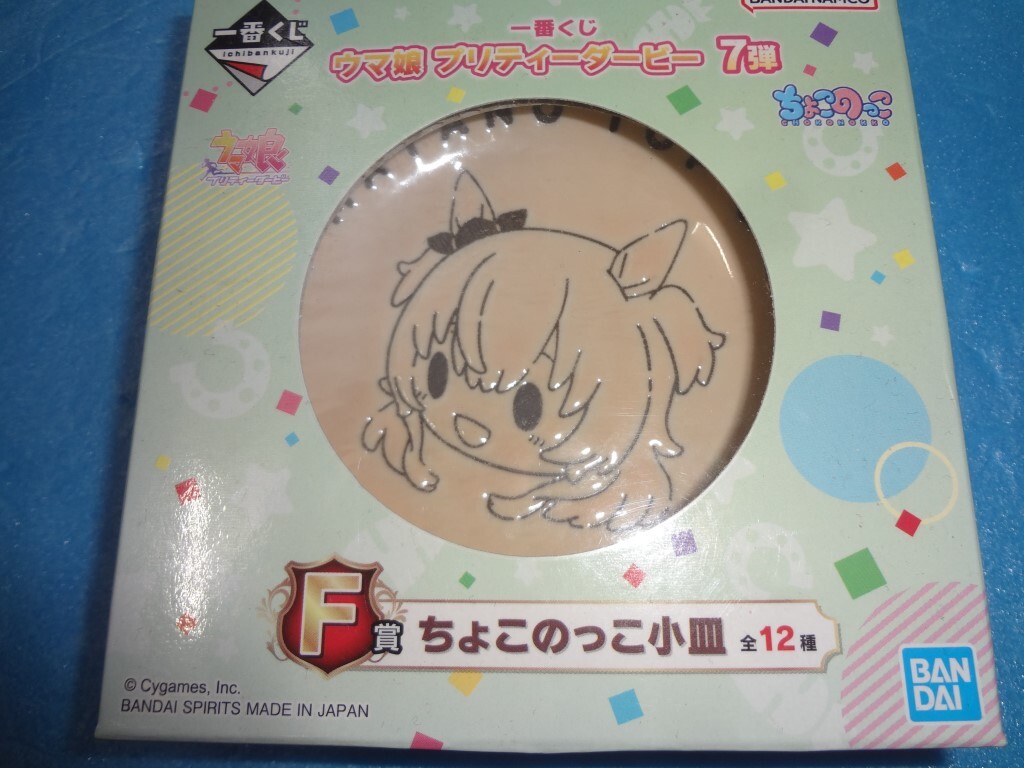 BANDAI NAMCO
一番くじ
ichibankuji
一番くじ
ウマ娘 プリティーダービー 7弾
ちょこのっこ
CHOKONOKKO
ウマ娘
プリティーダービー
F賞
ちょこのっこ小皿 全12種
© Cygames, Inc.
BANDAI SPIRITS MADE IN JAPAN
BAN
DAI